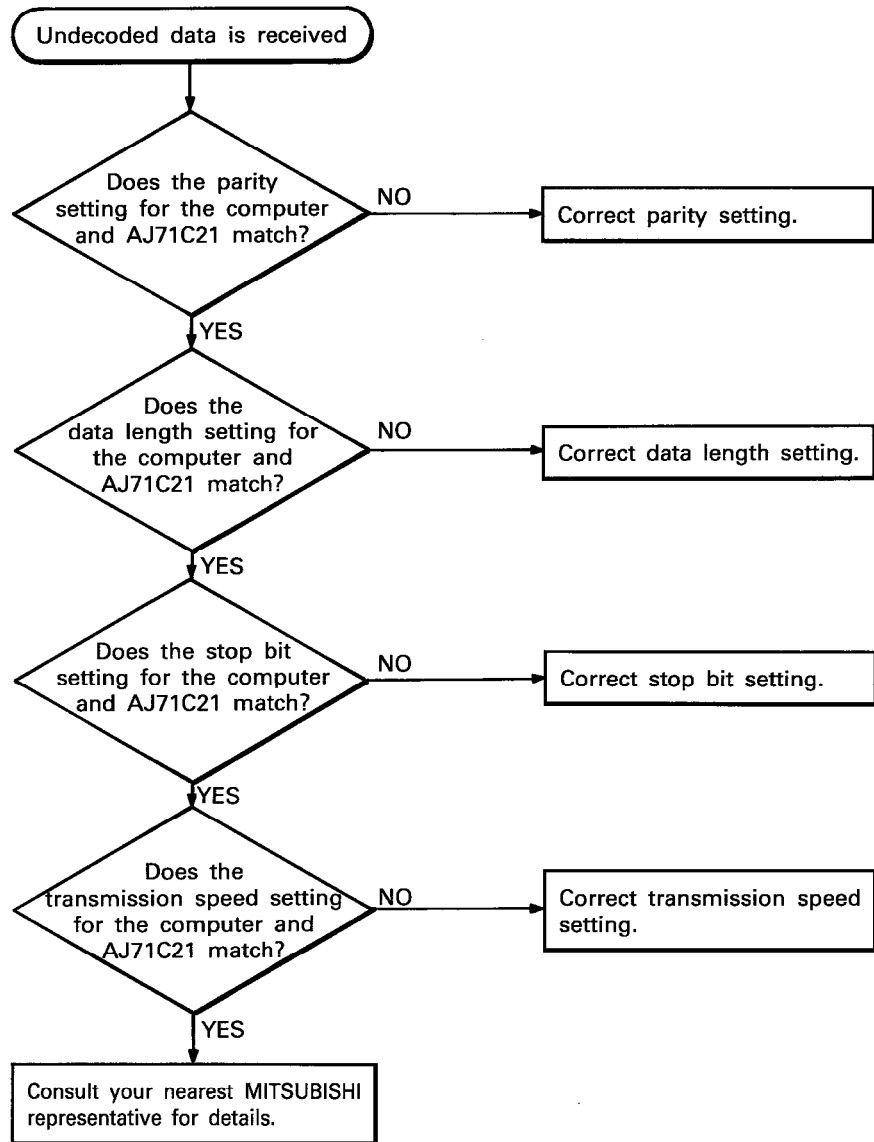 Undecoded data is received
Does the parity
setting for the computer
and AJ71C21 match?
NO
Correct parity setting.
YES
Does the
data length setting for
the computer and
AJ71C21 match?
NO
Correct data length setting.
YES
Does the stop bit
setting for the computer
and AJ71C21 match?
NO
Correct stop bit setting.
YES
Does the
transmission speed setting
for the computer and
AJ71C21 match?
NO
Correct transmission speed
setting.
YES
Consult your nearest MITSUBISHI
representative for details.